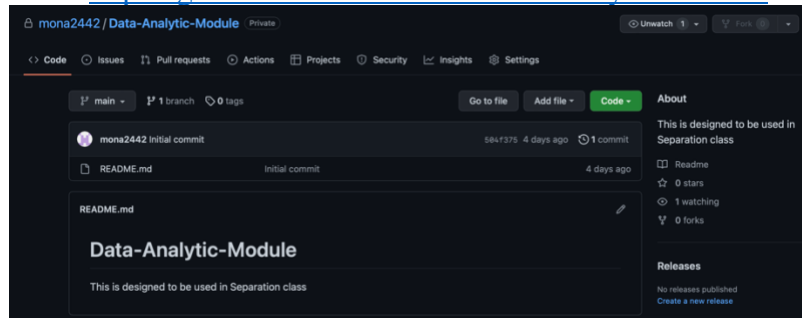 mona2442 / Data-Analytic-Module Private
Unwatch 1
Fork 0
Code Issues Pull requests Actions Projects Security Insights Settings
main 1 branch 0 tags
Go to file Add file Code
mona2442 Initial commit 504f375 4 days ago 1 commit
README.md Initial commit 4 days ago
README.md
Data-Analytic-Module
This is designed to be used in Separation class
About
This is designed to be used in
Separation class
Readme
0 stars
1 watching
0 forks
Releases
No releases published
Create a new release